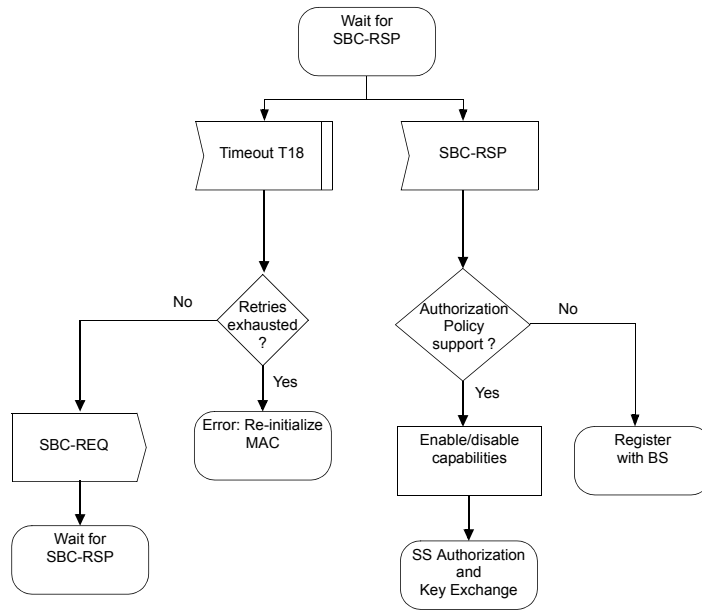 Wait for
SBC-RSP
Timeout T18
SBC-RSP
No
Retries
exhausted
?
Yes
Authorization
Policy
support ?
No
Yes
SBC-REQ
Error: Re-initialize
MAC
Enable/disable
capabilities
Register
with BS
Wait for
SBC-RSP
SS Authorization
and
Key Exchange